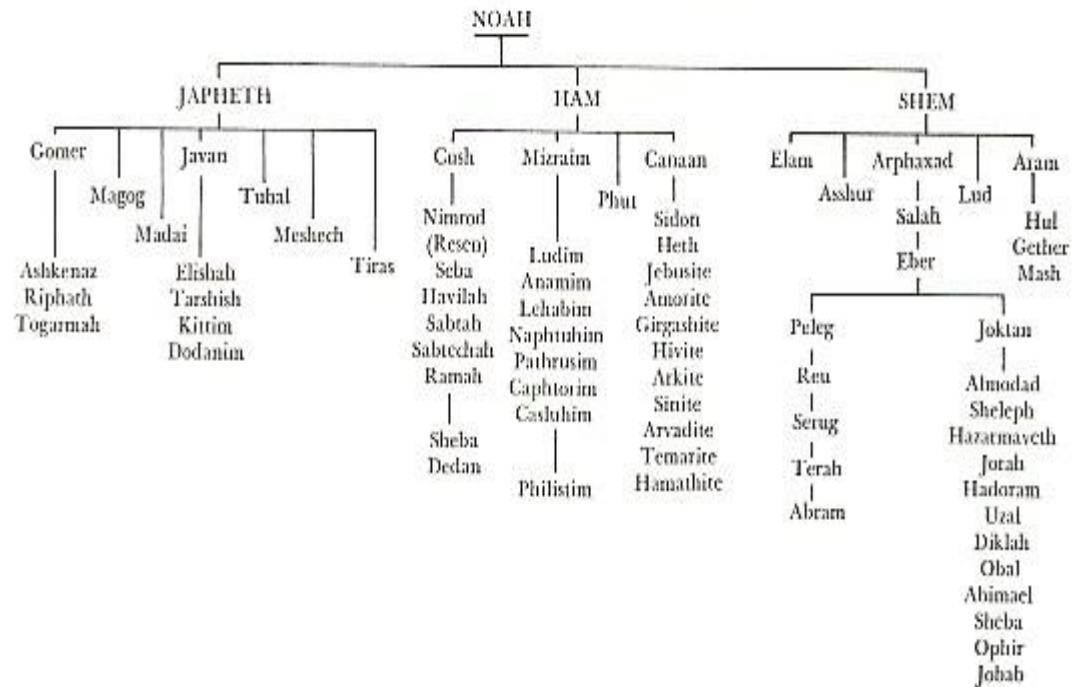 NOAH
JAPHETH
HAM
SHEM
Gomer
Magog
Madai
Javan
Tuhal
Meshech
Tiras
Ashkenaz
Riphath
Togarmah
Elishah
Tarshish
Kittim
Dodanim
Cush
Mizraim
Phut
Canaan
Nimrod
(Resen)
Seba
Havilah
Sabtah
Sabtechah
Ramah
Sheba
Dedan
Ludim
Anamim
Lehabim
Naphtuhim
Pathrusim
Caphtorim
Casluhim
Philistim
Sidon
Heth
Jebusite
Amorite
Girgashite
Hivite
Arkite
Sinite
Arvadite
Temarite
Hamathite
Elam
Asshur
Arphaxad
Lud
Aram
Salah
Eber
Hul
Gether
Mash
Peleg
Reu
Serug
Terah
Abram
Joktan
Almodad
Sheleph
Hazarmaveth
Jorah
Hadoram
Uzal
Diklah
Obal
Abimael
Sheba
Ophir
Jobab